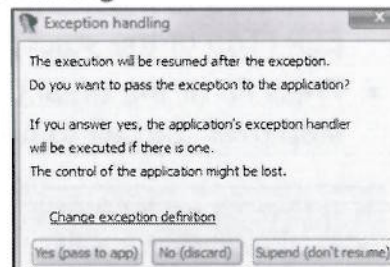 Exception handling
The execution will be resumed after the exception.
Do you want to pass the exception to the application?
If you answer yes, the application's exception handler
will be executed if there is one.
The control of the application might be lost.
Change exception definition
Yes (pass to app) No (discard) Supend (don't resume)